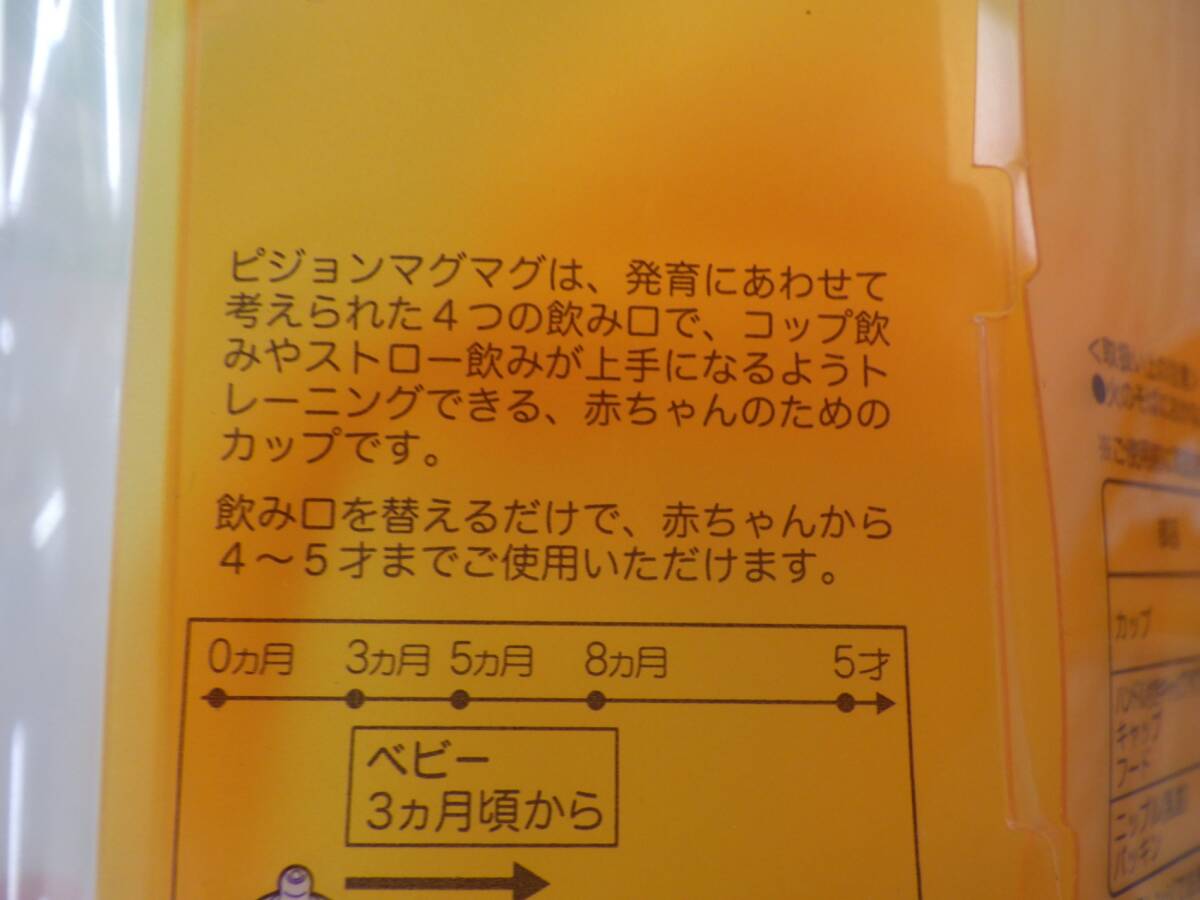 ピジョンマグマグは、発育にあわせて
考えられた４つの飲み口で、コップ飲
みやストロー飲みが上手になるようト
レーニングできる、赤ちゃんのための
カップです。
飲み口を替えるだけで、赤ちゃんから
４～５才までご使用いただけます。
0ヵ月 3ヵ月 5ヵ月 8ヵ月 5才
ベビー
3ヵ月頃から
カップ
キャップ
フード
パッキン